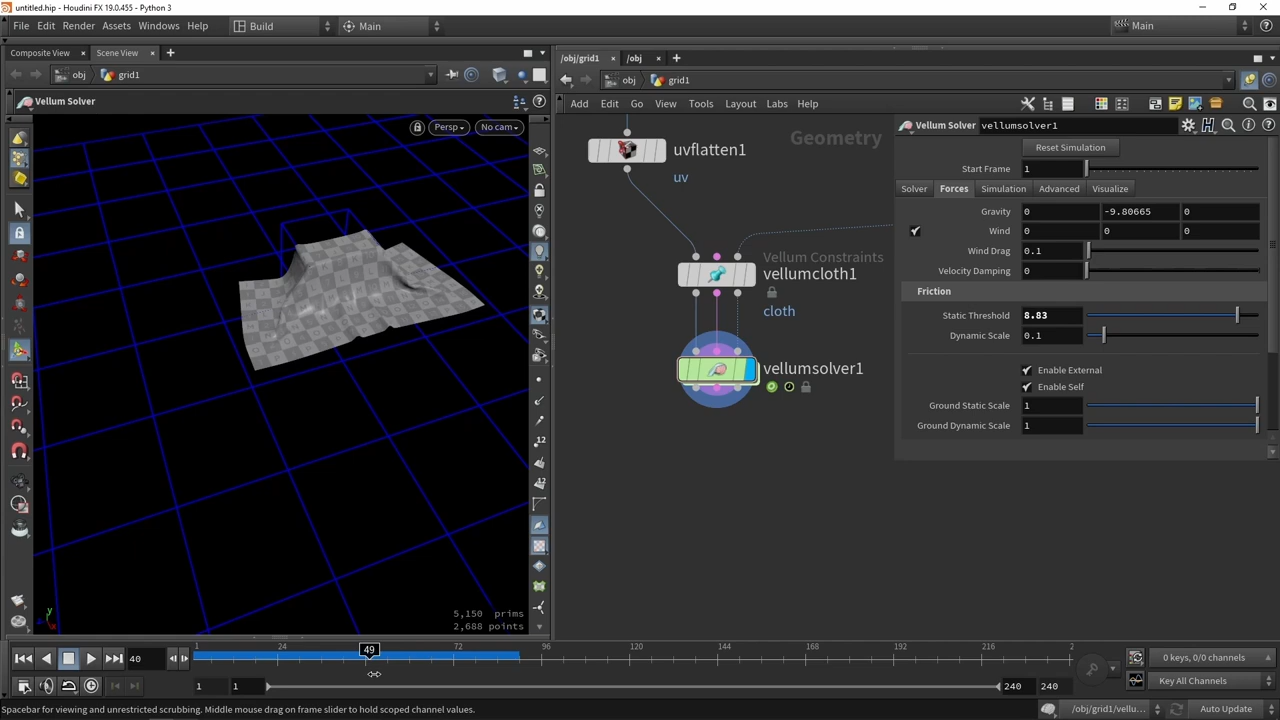 untitled.hip - Houdini FX 19.0.455 - Python 3
File Edit Render Assets Windows Help Build Main Main
Composite View Scene View
obj grid1
Vellum Solver
Persp No cam
5,150 prims
2,688 points
/obj/grid1 /obj
obj grid1
Add Edit Go View Tools Layout Labs Help
Geometry
uvflatten1
uv
Vellum Constraints
vellumcloth1
cloth
vellumsolver1
Vellum Solver vellumsolver1
Reset Simulation
Start Frame 1
Solver Forces Simulation Advanced Visualize
Gravity 0 -9.80665 0
Wind 0 0 0
Wind Drag 0.1
Velocity Damping 0
Friction
Static Threshold 8.83
Dynamic Scale 0.1
Enable External
Enable Self
Ground Static Scale 1
Ground Dynamic Scale 1
12
12
y
1 24 49 72 96 120 144 168 192 216 2
40
0 keys, 0/0 channels
1 1 240 240
Key All Channels
Spacebar for viewing and unrestricted scrubbing. Middle mouse drag on frame slider to hold scoped channel values.
/obj/grid1/vellu...
Auto Update